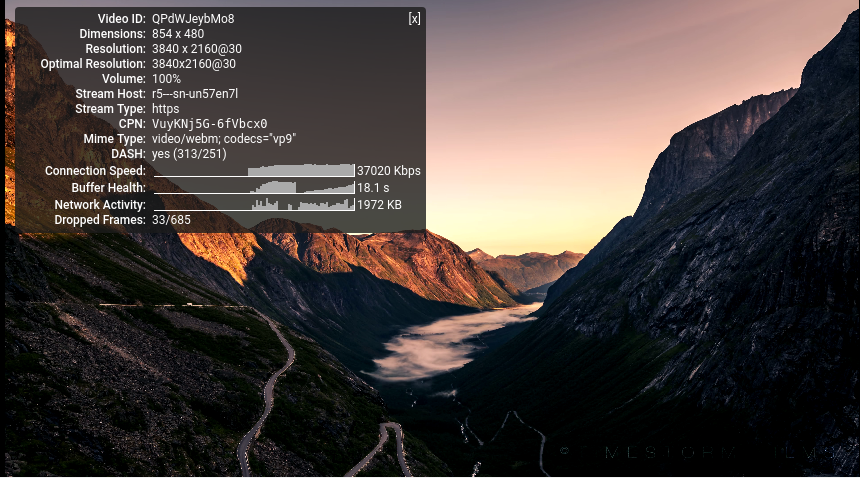 Video ID: QPdWJeybMo8 [x]
Dimensions: 854 x 480
Resolution: 3840 x 2160@30
Optimal Resolution: 3840x2160@30
Volume: 100%
Stream Host: r5---sn-un57en7l
Stream Type: https
CPN: VuyKNj5G-6fVbcx0
Mime Type: video/webm; codecs="vp9"
DASH: yes (313/251)
Connection Speed: 37020 Kbps
Buffer Health: 18.1 s
Network Activity: 1972 KB
Dropped Frames: 33/685